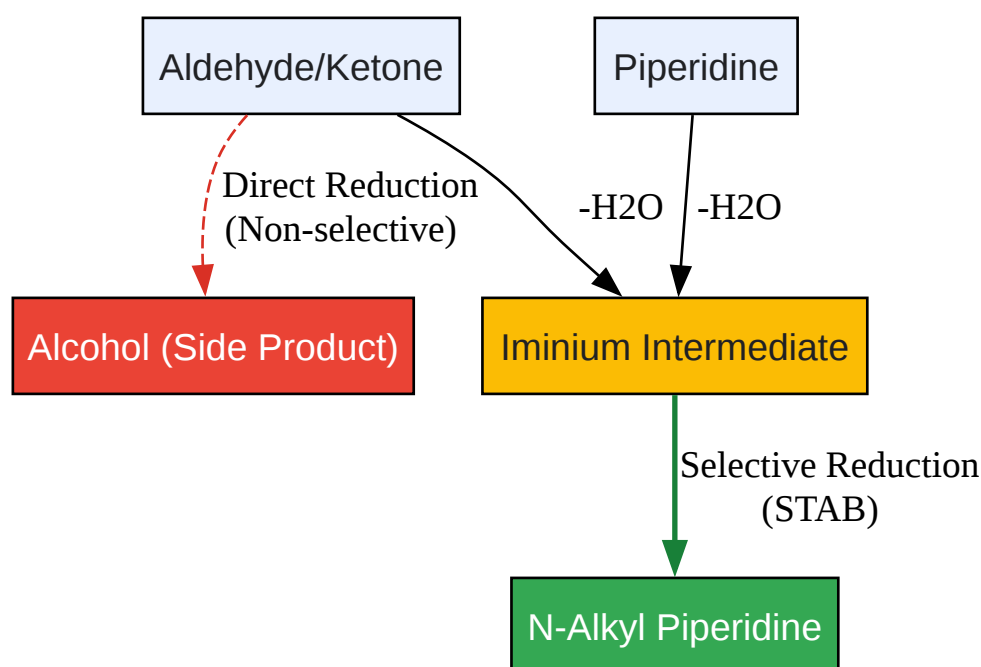 Aldehyde/Ketone
Piperidine
Direct Reduction
(Non-selective)
-H2O
-H2O
Alcohol (Side Product)
Iminium Intermediate
Selective Reduction
(STAB)
N-Alkyl Piperidine